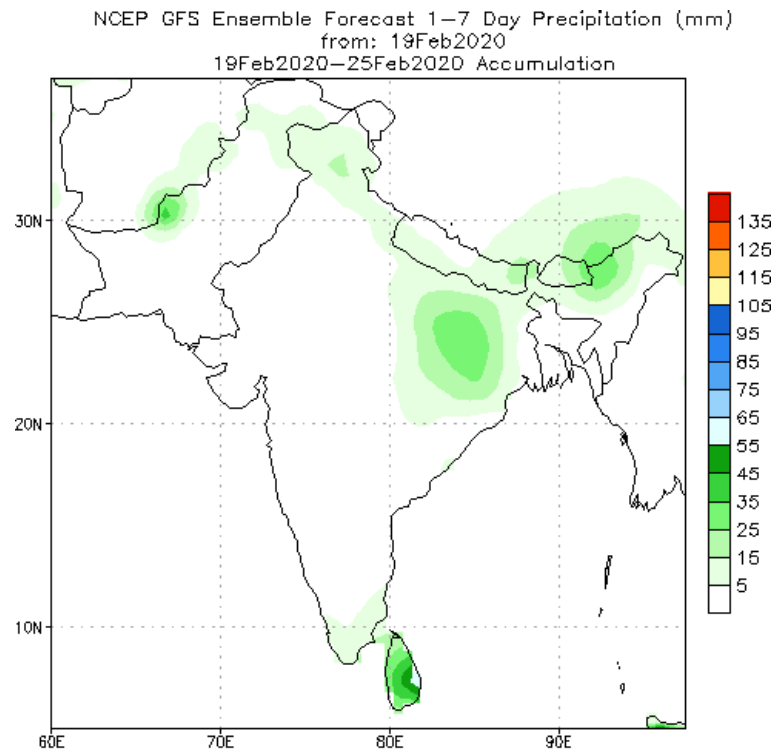 NCEP GFS Ensemble Forecast 1–7 Day Precipitation (mm)
from: 19Feb2020
19Feb2020–25Feb2020 Accumulation
30N
20N
10N
60E
70E
80E
90E
135
125
115
105
95
85
75
65
55
45
35
25
15
5